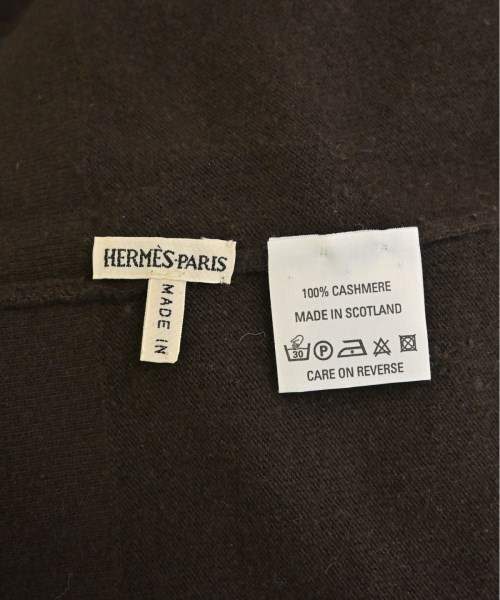 HERMÈS-PARIS
MADE IN
100% CASHMERE
MADE IN SCOTLAND
30 P
CARE ON REVERSE